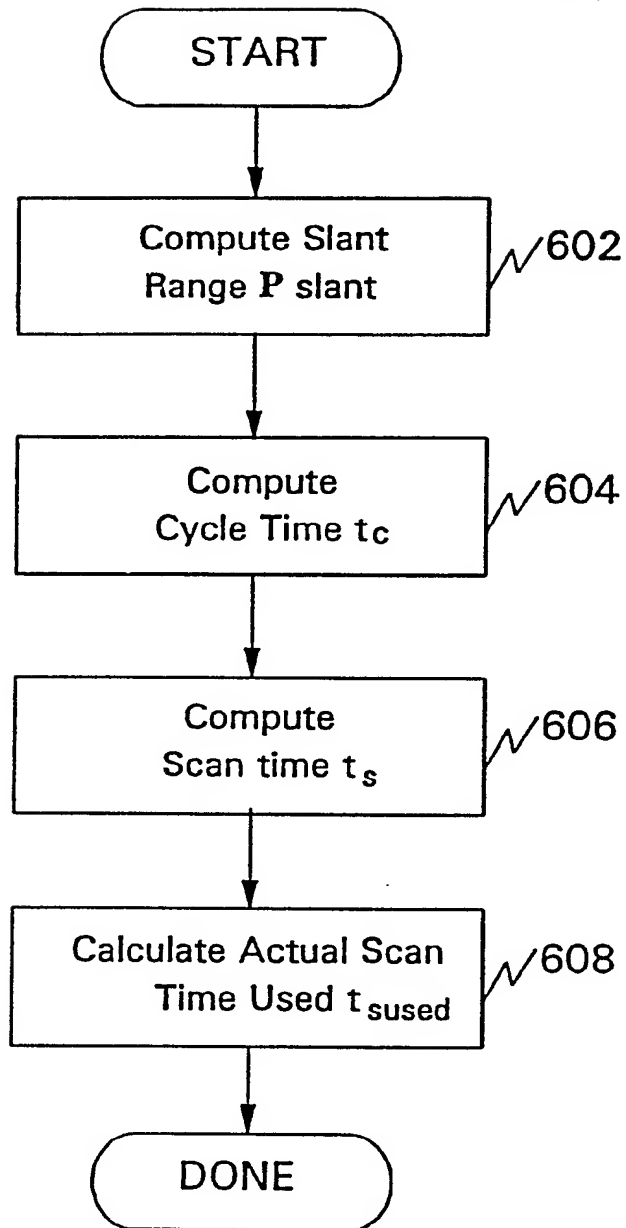 START
Compute Slant
Range P slant
602
Compute
Cycle Time tc
604
Compute
Scan time ts
606
Calculate Actual Scan
Time Used tsused
608
DONE